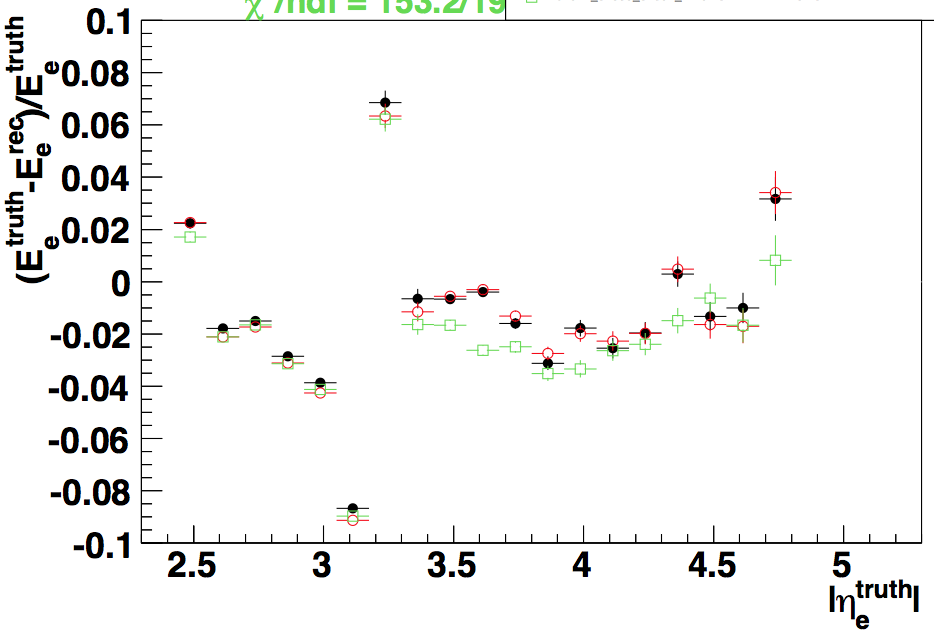 χ /ndf = 153.2/19
(E_e^truth-E_e^rec)/E_e^truth
0.1
0.08
0.06
0.04
0.02
0
-0.02
-0.04
-0.06
-0.08
-0.1
2.5 3 3.5 4 4.5 5
|η_e^truth|